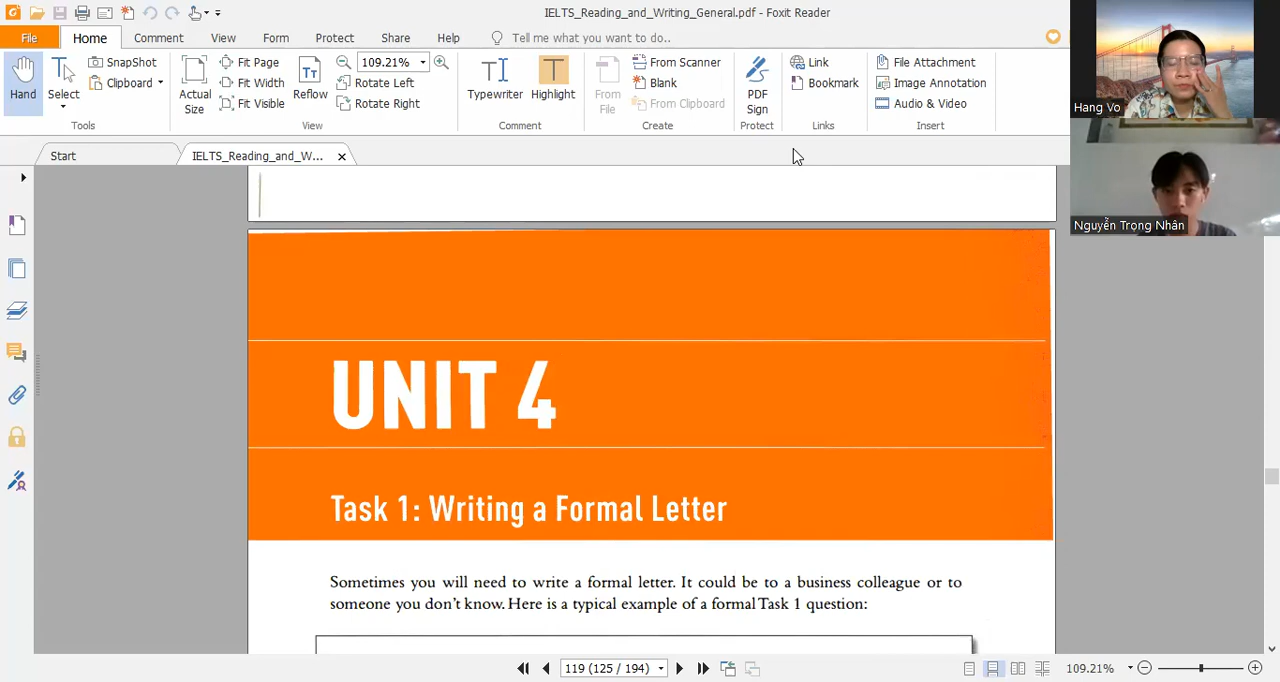 IELTS_Reading_and_Writing_General.pdf - Foxit Reader
File Home Comment View Form Protect Share Help Tell me what you want to do..
Hand
Select
SnapShot
Clipboard
Tools
Actual Size
Fit Page
Fit Width
Fit Visible
Reflow
109.21%
Rotate Left
Rotate Right
View
Typewriter
Highlight
Comment
From File
From Scanner
Blank
From Clipboard
Create
PDF Sign
Protect
Link
Bookmark
Links
File Attachment
Image Annotation
Audio & Video
Insert
Hang Vo
Nguyễn Trọng Nhân
Start
IELTS_Reading_and_W...
UNIT 4
Task 1: Writing a Formal Letter
Sometimes you will need to write a formal letter. It could be to a business colleague or to
someone you don't know. Here is a typical example of a formal Task 1 question:
119 (125 / 194)
109.21%